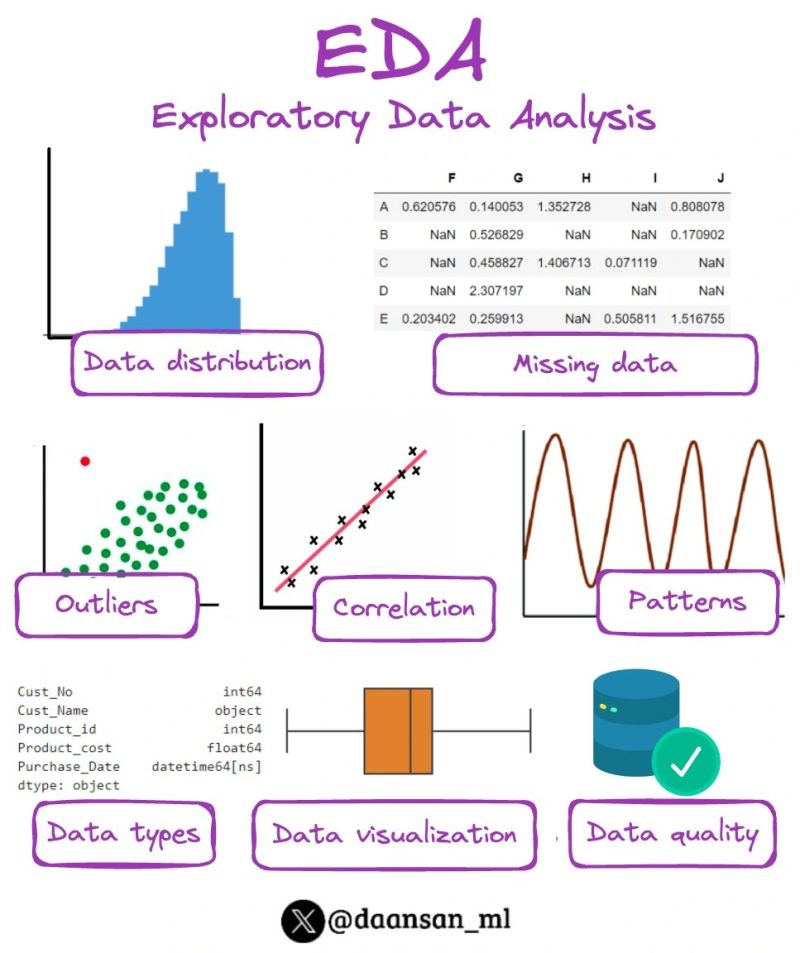 EDA
Exploratory Data Analysis
F G H I J
A 0.620576 0.140053 1.352728 NaN 0.808078
B NaN 0.526829 NaN NaN 0.170902
C NaN 0.458827 1.406713 0.071119 NaN
D NaN 2.307197 NaN NaN NaN
E 0.203402 0.259913 NaN 0.505811 1.516755
Data distribution
Missing data
Outliers
Correlation
Patterns
Cust_No int64
Cust_Name object
Product_id int64
Product_cost float64
Purchase_Date datetime64[ns]
dtype: object
Data types
Data visualization
Data quality
X @daansan_ml